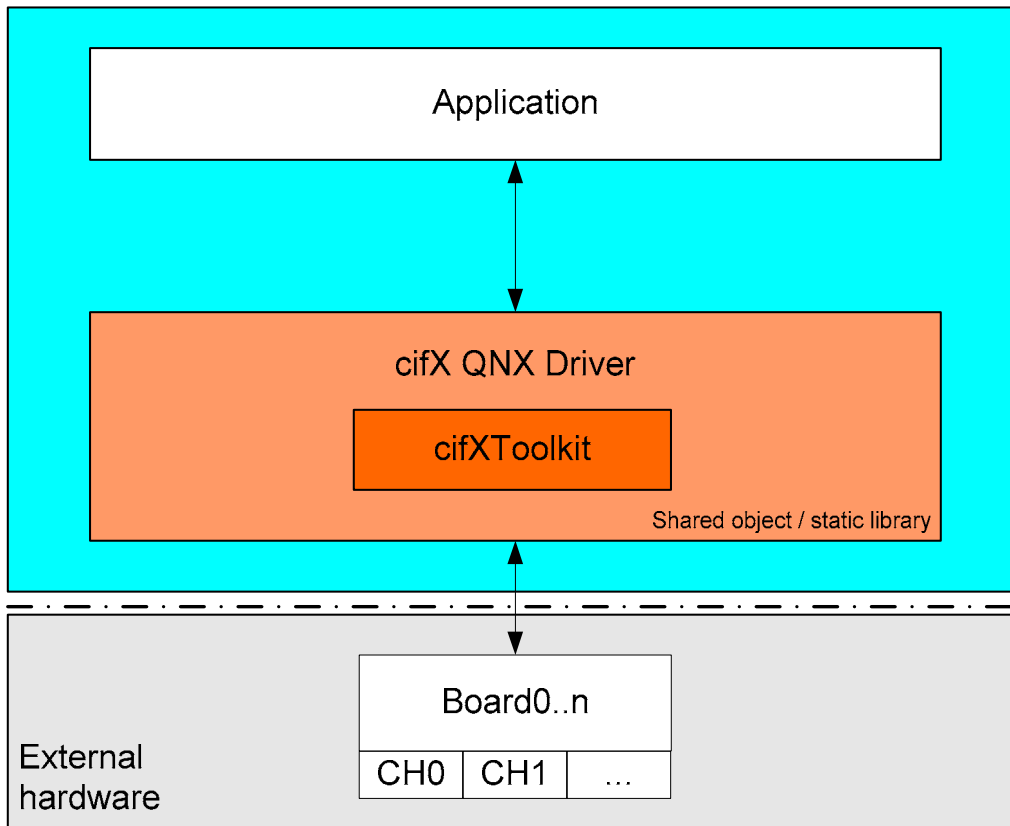 Application
cifX QNX Driver
cifXToolkit
Shared object / static library
Board0..n
CH0 CH1 ...
External
hardware